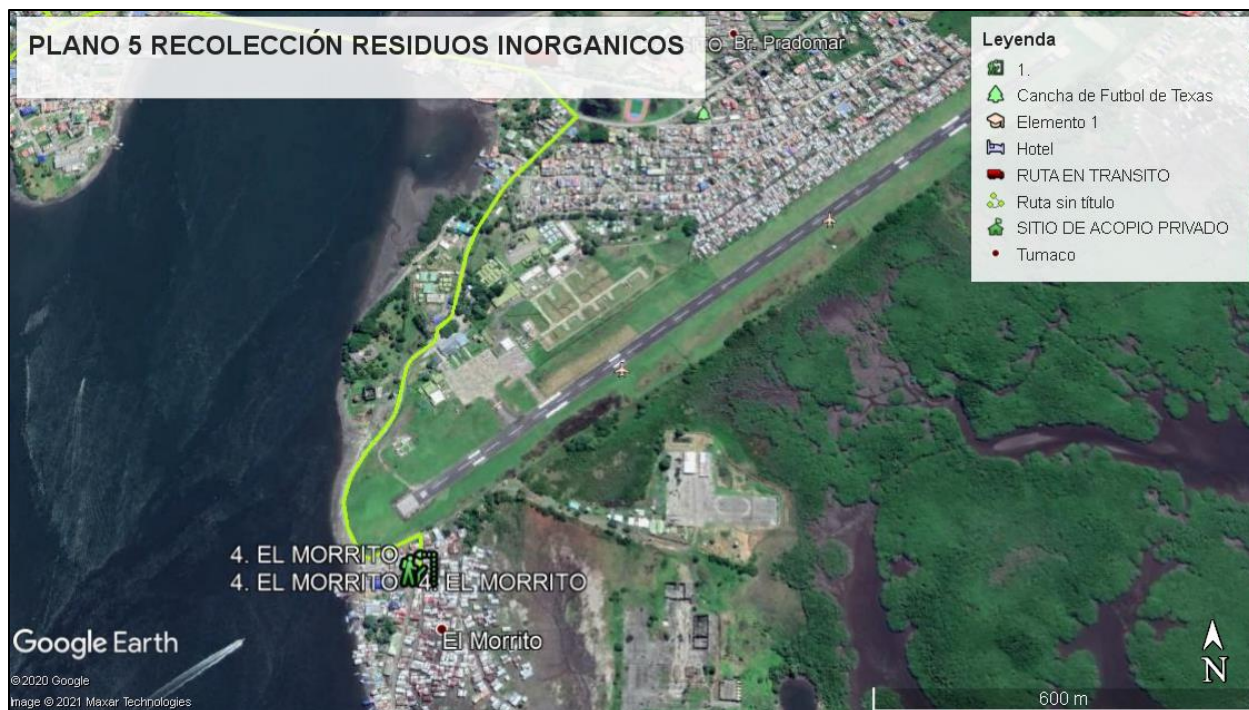 PLANO 5 RECOLECCIÓN RESIDUOS INORGANICOS
Br. Pradomar
Leyenda
1.
Cancha de Futbol de Texas
Elemento 1
Hotel
RUTA EN TRANSITO
Ruta sin título
SITIO DE ACOPIO PRIVADO
Tumaco
4. EL MORRITO
4. EL MORRITO
4. EL MORRITO
El Morrito
Google Earth
©2020 Google
Image © 2021 Maxar Technologies
600 m
N